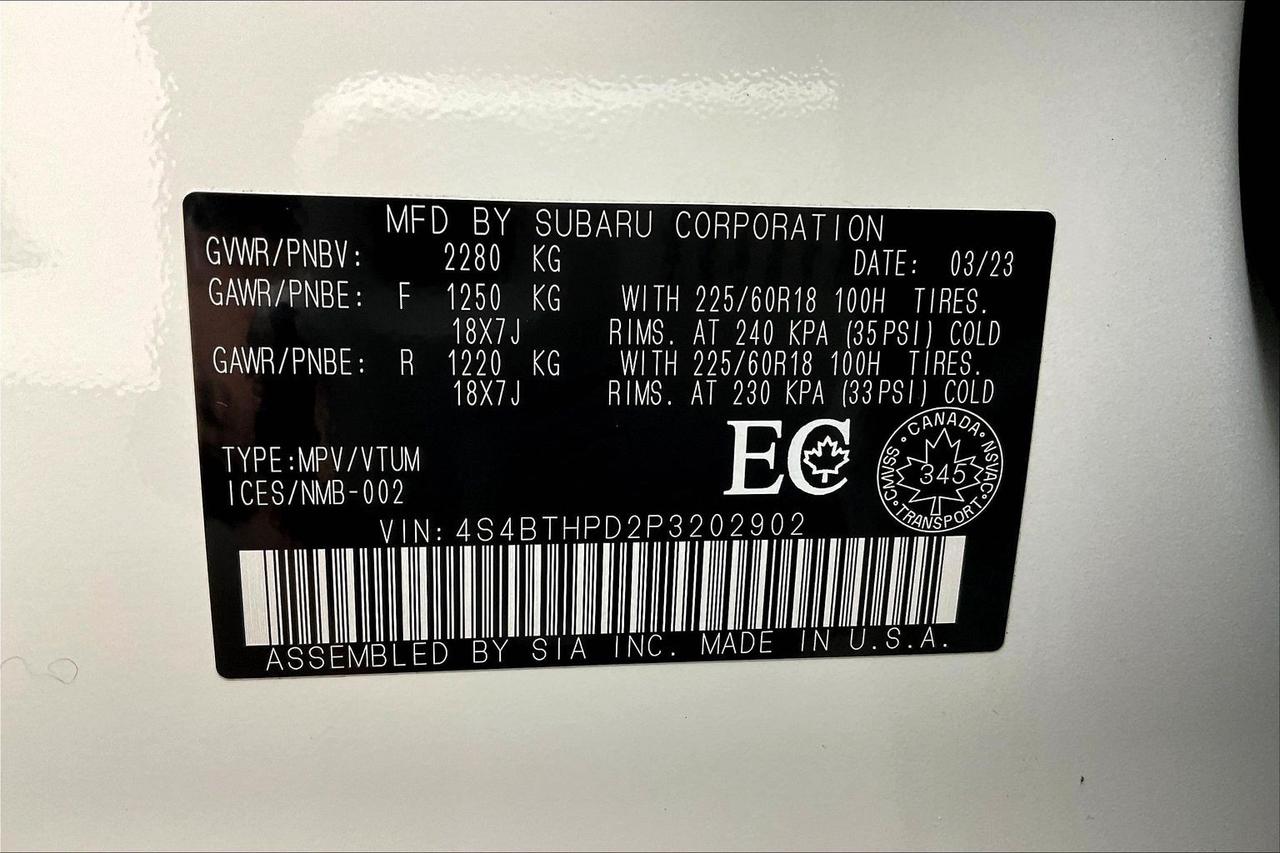 MFD BY SUBARU CORPORATION
GVWR/PNBV: 2280 KG DATE: 03/23
GAWR/PNBE: F 1250 KG WITH 225/60R18 100H TIRES.
18X7J RIMS. AT 240 KPA (35PSI) COLD
GAWR/PNBE: R 1220 KG WITH 225/60R18 100H TIRES.
18X7J RIMS. AT 230 KPA (33PSI) COLD
EC
CANADA
CMVSS 345 NSVAC
TRANSPORT
TYPE:MPV/VTUM
ICES/NMB-002
VIN: 4S4BTHPD2P3202902
ASSEMBLED BY SIA INC. MADE IN U.S.A.